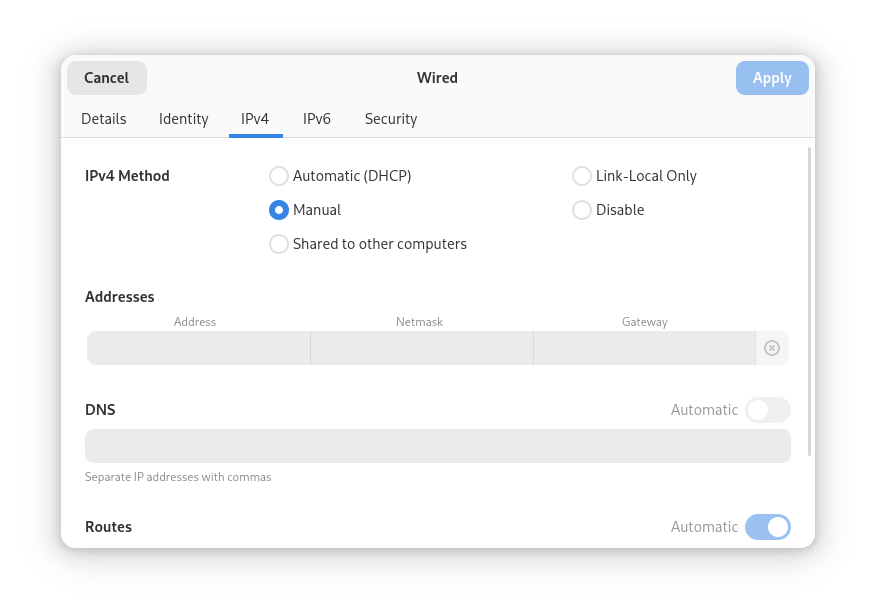 Cancel
Wired
Apply
Details Identity IPv4 IPv6 Security
IPv4 Method
Automatic (DHCP)
Link-Local Only
Manual
Disable
Shared to other computers
Addresses
Address Netmask Gateway
DNS
Automatic
Separate IP addresses with commas
Routes
Automatic